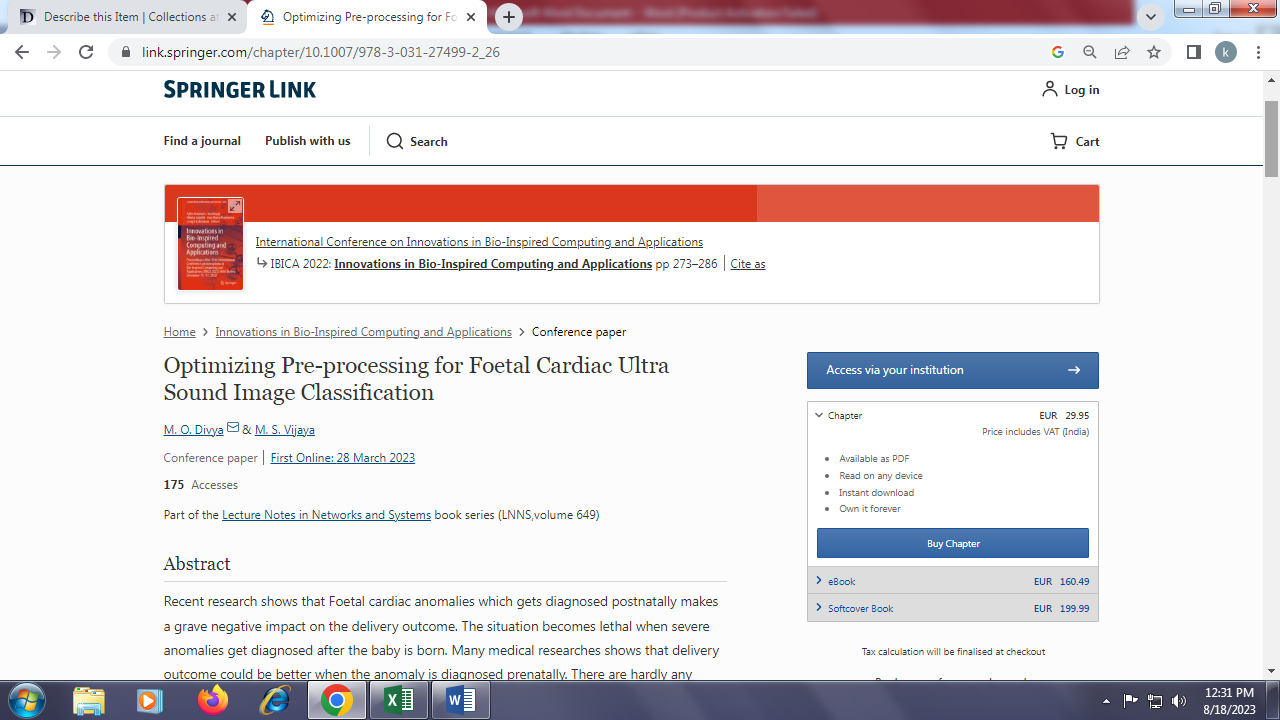 Describe this Item | Collections at
Optimizing Pre-processing for Fo
link.springer.com/chapter/10.1007/978-3-031-27499-2_26
k
SPRINGER LINK
Log in
Find a journal
Publish with us
Search
Cart
Innovations in
Bio-Inspired
Computing and
Applications
International Conference on Innovations in Bio-Inspired Computing and Applications
IBICA 2022: Innovations in Bio-Inspired Computing and Applications pp 273–286 | Cite as
Home > Innovations in Bio-Inspired Computing and Applications > Conference paper
Optimizing Pre-processing for Foetal Cardiac Ultra
Sound Image Classification
M. O. Divya & M. S. Vijaya
Conference paper | First Online: 28 March 2023
175 Accesses
Part of the Lecture Notes in Networks and Systems book series (LNNS,volume 649)
Abstract
Recent research shows that Foetal cardiac anomalies which gets diagnosed postnatally makes
a grave negative impact on the delivery outcome. The situation becomes lethal when severe
anomalies get diagnosed after the baby is born. Many medical researches shows that delivery
outcome could be better when the anomaly is diagnosed prenatally. There are hardly any
Access via your institution
Chapter EUR 29.95
Price includes VAT (India)
Available as PDF
Read on any device
Instant download
Own it forever
Buy Chapter
eBook EUR 160.49
Softcover Book EUR 199.99
Tax calculation will be finalised at checkout
12:31 PM
8/18/2023